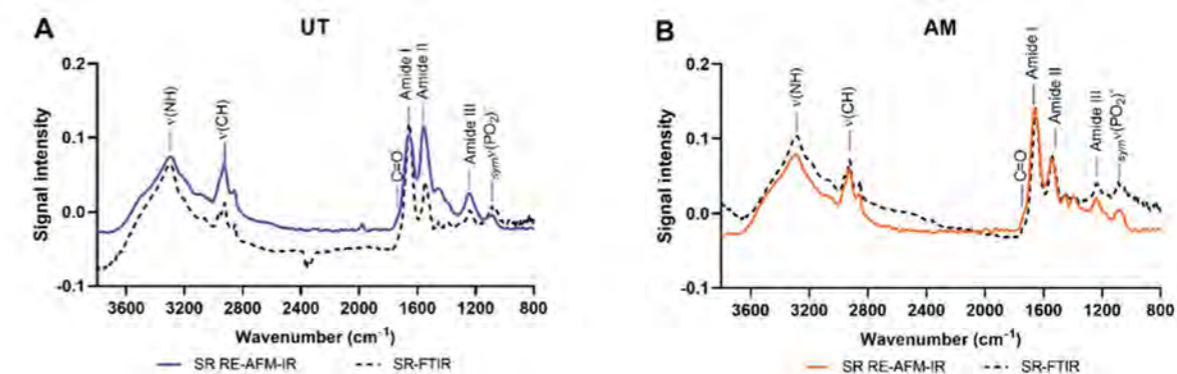 A
UT
Signal intensity
0.2
0.1
0.0
-0.1
ν(NH)
ν(CH)
C=O
Amide I
Amide II
Amide III
symν(PO2)-
3600 3200 2800 2400 2000 1600 1200 800
Wavenumber (cm-1)
SR RE-AFM-IR SR-FTIR
B
AM
Signal intensity
0.2
0.1
0.0
-0.1
ν(NH)
ν(CH)
C=O
Amide I
Amide II
Amide III
symν(PO2)-
3600 3200 2800 2400 2000 1600 1200 800
Wavenumber (cm-1)
SR RE-AFM-IR SR-FTIR